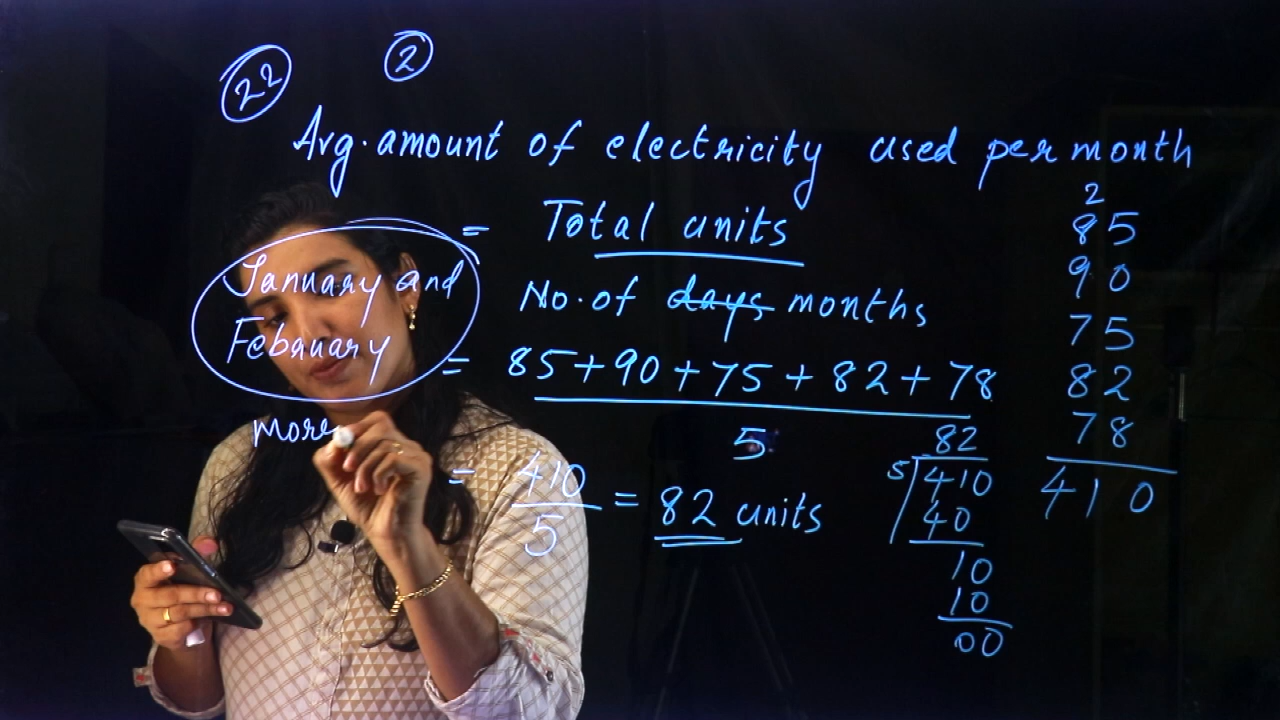 22 2
Avg. amount of electricity used per month
= Total units
No. of days months
= 85+90+75+82+78
5
= 410
5
= 82 units
January and
February
more
82
5 410
40
10
10
00
2
85
90
75
82
78
410